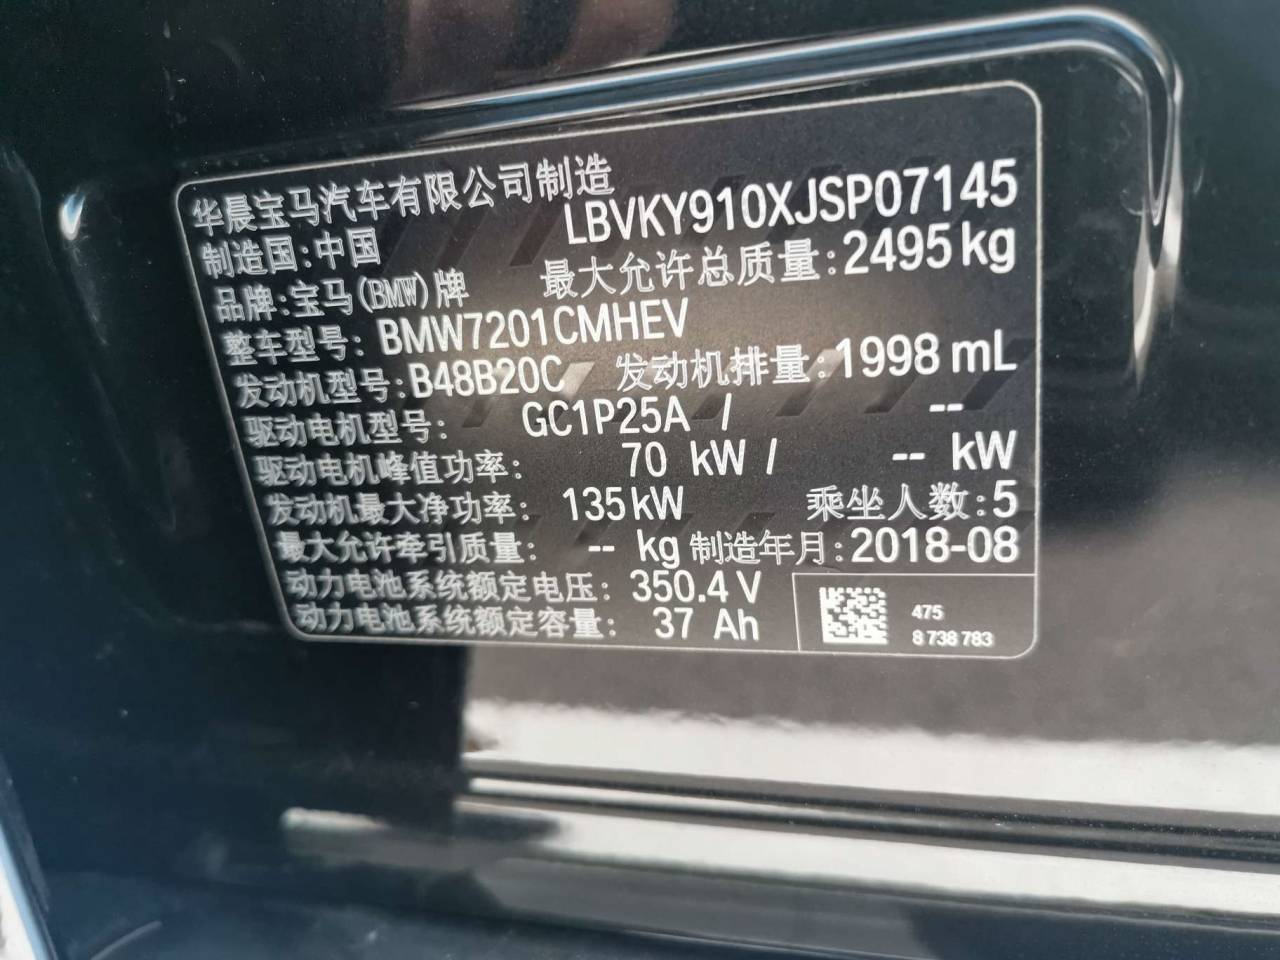 华晨宝马汽车有限公司制造
制造国:中国 LBVKY910XJSP07145
品牌:宝马(BMW)牌 最大允许总质量:2495kg
整车型号: BMW7201CMHEV
发动机型号: B48B20C 发动机排量:1998 mL
驱动电机型号: GC1P25A / --
驱动电机峰值功率: 70 kW / -- kW
发动机最大净功率: 135kW 乘坐人数:5
最大允许牵引质量: -- kg 制造年月:2018-08
动力电池系统额定电压: 350.4 V
动力电池系统额定容量: 37 Ah
475
8 738 783